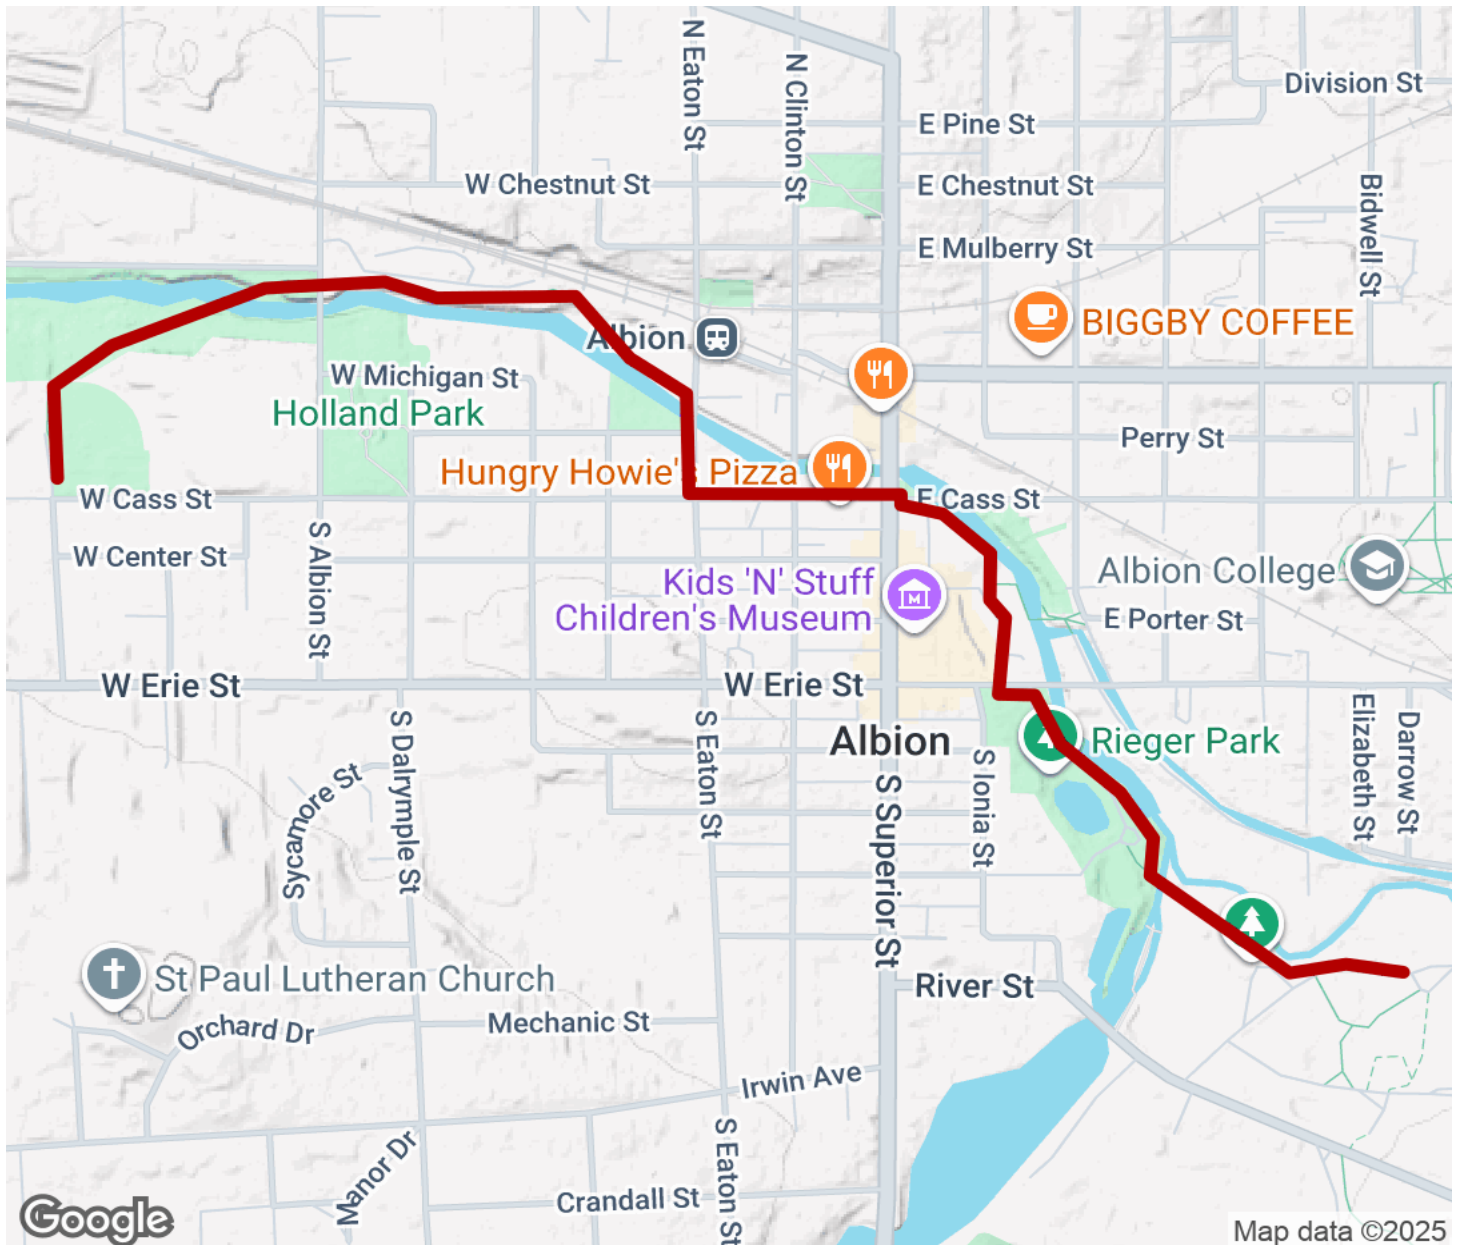 Division St
N Eaton St
N Clinton St
E Pine St
W Chestnut St
E Chestnut St
Bidwell St
E Mulberry St
BIGGBY COFFEE
Albion
W Michigan St
Holland Park
Perry St
Hungry Howie's Pizza
W Cass St
E Cass St
W Center St
S Albion St
Albion College
Kids 'N' Stuff
Children's Museum
E Porter St
W Erie St
W Erie St
Elizabeth St
Darrow St
S Dalrymple St
S Eaton St
Albion
Rieger Park
S Ionia St
Sycamore St
S Superior St
St Paul Lutheran Church
River St
Orchard Dr
Mechanic St
Irwin Ave
Manor Dr
S Eaton St
Crandall St
Google
Map data ©2025